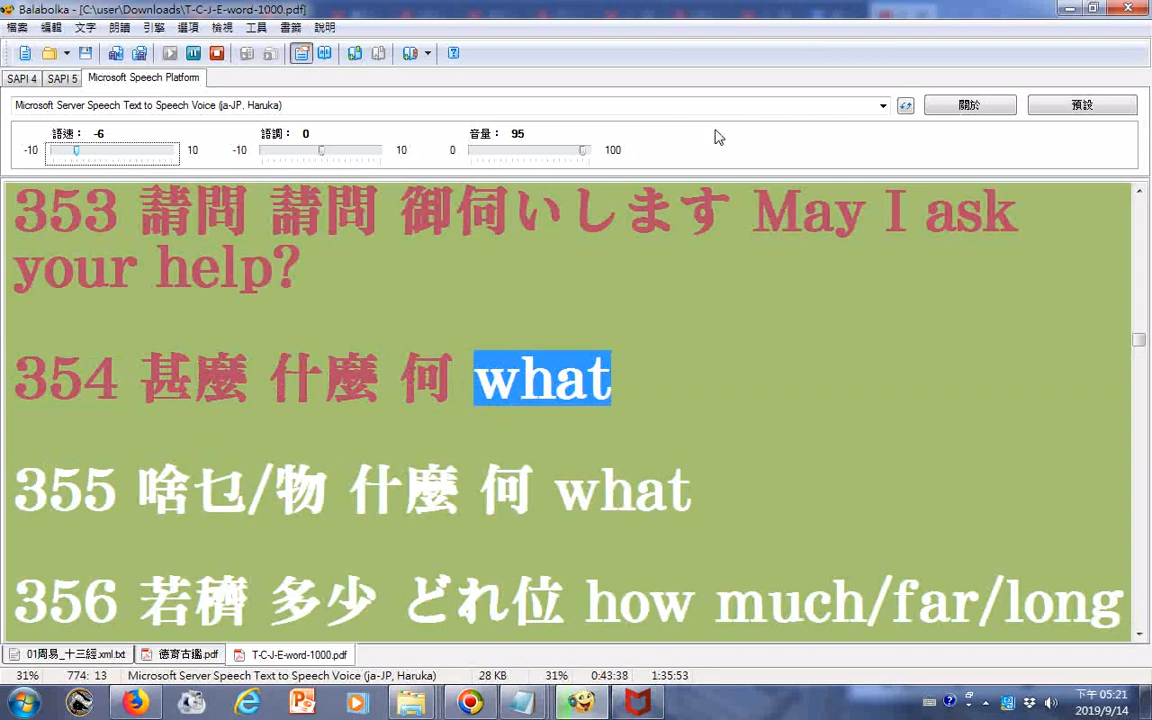 Balabolka - [C:\user\Downloads\T-C-J-E-word-1000.pdf]
檔案 編輯 文字 朗讀 引擎 選項 檢視 工具 書籤 說明
SAPI 4 SAPI 5 Microsoft Speech Platform
Microsoft Server Speech Text to Speech Voice (ja-JP, Haruka) 關於 預設
語速： -6 語調： 0 音量： 95
-10 10 -10 10 0 100
353 請問 請問 御伺いします May I ask
your help?
354 甚麼 什麼 何 what
355 啥乜/物 什麼 何 what
356 若穧 多少 どれ位 how much/far/long
01周易_十三經.xml.txt 德育古鑑.pdf T-C-J-E-word-1000.pdf
31% 774: 13 Microsoft Server Speech Text to Speech Voice (ja-JP, Haruka) 28 KB 31% 0:43:38 1:35:53
下午 05:21
2019/9/14